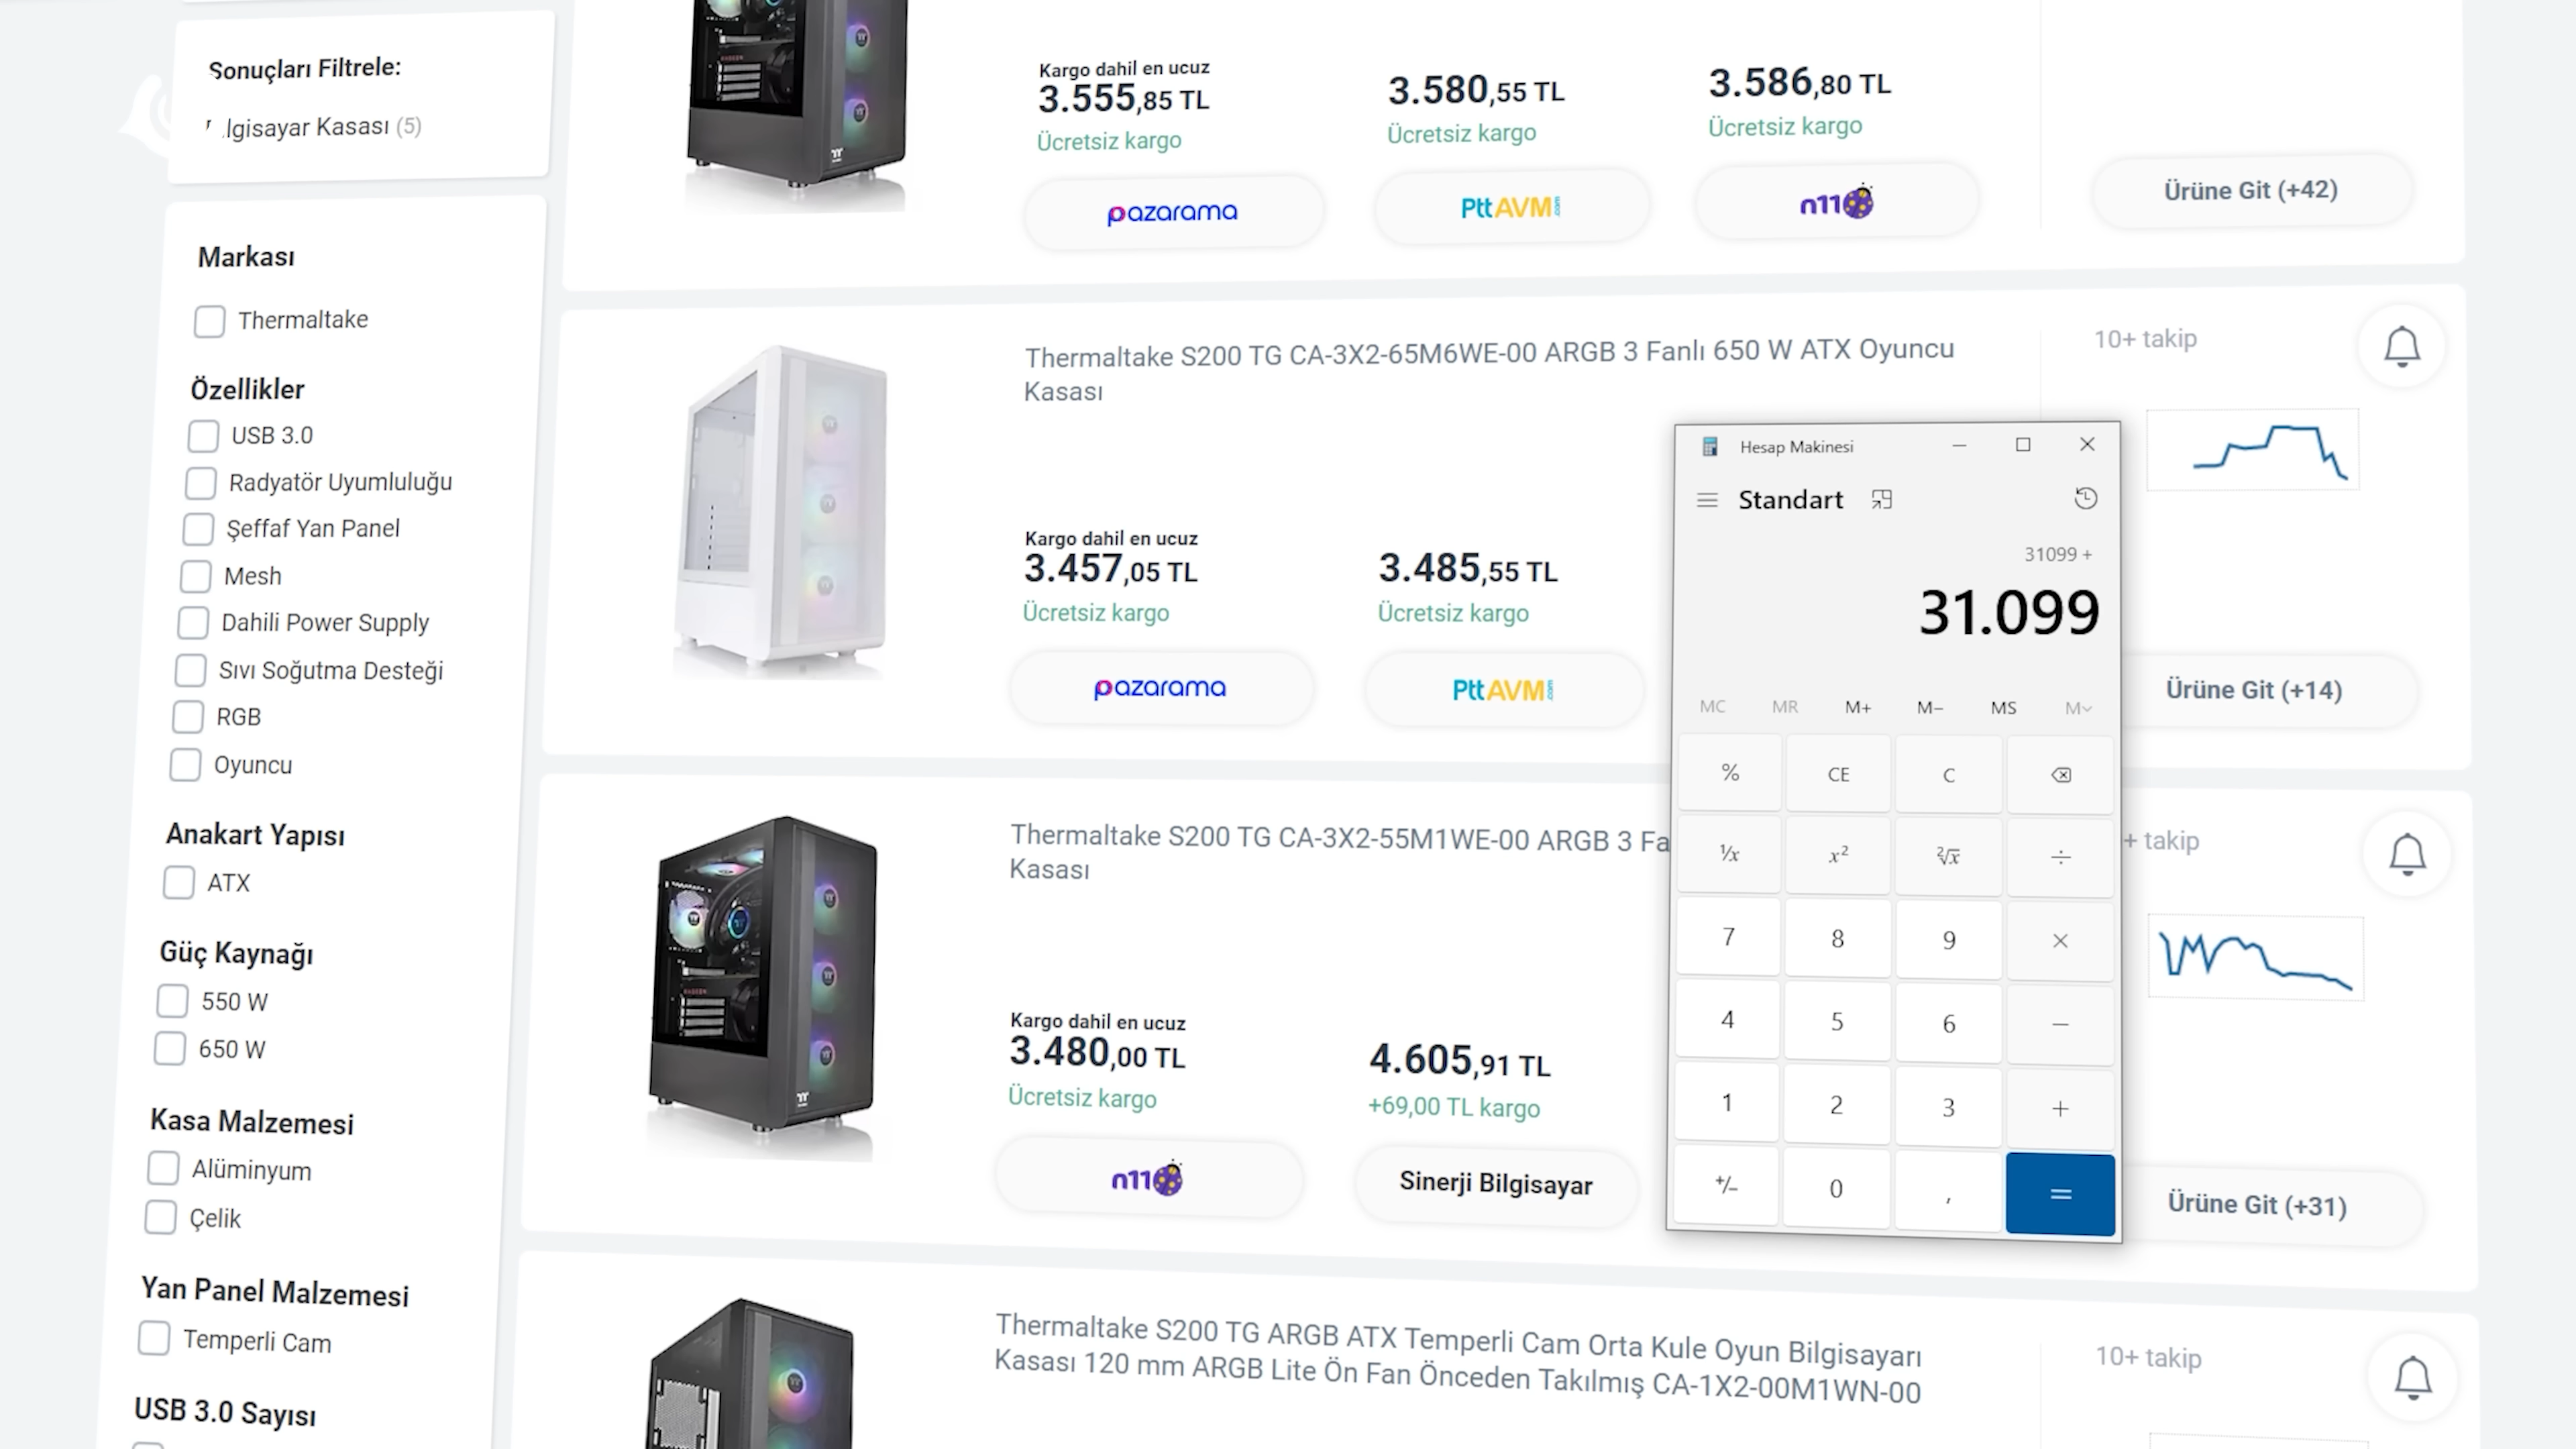 Sonuçları Filtrele:
lgisayar Kasası (5)
Markası
Thermaltake
Özellikler
USB 3.0
Radyatör Uyumluluğu
Şeffaf Yan Panel
Mesh
Dahili Power Supply
Sıvı Soğutma Desteği
RGB
Oyuncu
Anakart Yapısı
ATX
Güç Kaynağı
550 W
650 W
Kasa Malzemesi
Alüminyum
Çelik
Yan Panel Malzemesi
Temperli Cam
USB 3.0 Sayısı
Kargo dahil en ucuz
3.555,85 TL
Ücretsiz kargo
pazarama
3.580,55 TL
Ücretsiz kargo
PttAVM.com
3.586,80 TL
Ücretsiz kargo
n11
Ürüne Git (+42)
Thermaltake S200 TG CA-3X2-65M6WE-00 ARGB 3 Fanlı 650 W ATX Oyuncu
Kasası
10+ takip
Kargo dahil en ucuz
3.457,05 TL
Ücretsiz kargo
pazarama
3.485,55 TL
Ücretsiz kargo
PttAVM.com
Ürüne Git (+14)
Thermaltake S200 TG CA-3X2-55M1WE-00 ARGB 3 Fa
Kasası
+ takip
Kargo dahil en ucuz
3.480,00 TL
Ücretsiz kargo
n11
4.605,91 TL
+69,00 TL kargo
Sinerji Bilgisayar
Ürüne Git (+31)
Thermaltake S200 TG ARGB ATX Temperli Cam Orta Kule Oyun Bilgisayarı
Kasası 120 mm ARGB Lite Ön Fan Önceden Takılmış CA-1X2-00M1WN-00
10+ takip
Hesap Makinesi
Standart
31099 +
31.099
MC MR M+ M− MS M
% CE C
⅟x x² ²√x ÷
7 8 9 ×
4 5 6 −
1 2 3 +
+/− 0 , =